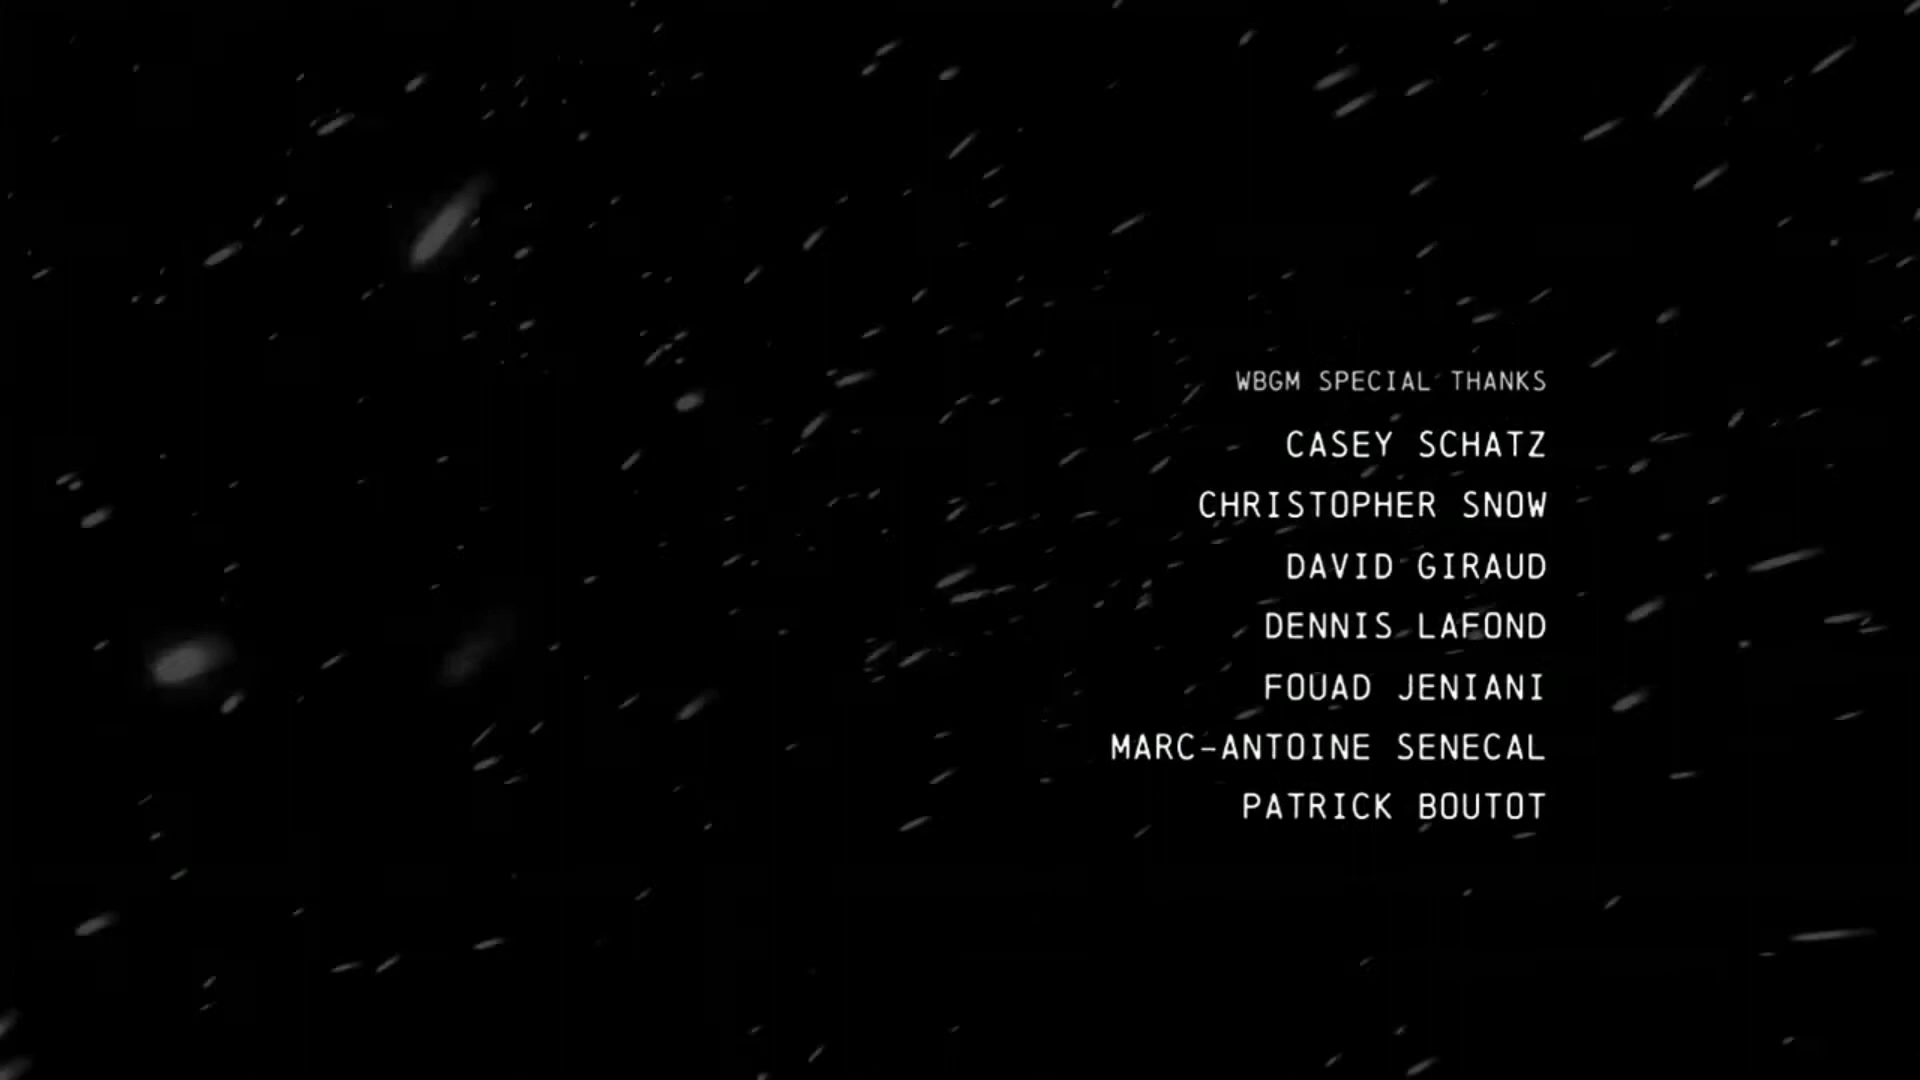 WBGM SPECIAL THANKS
CASEY SCHATZ
CHRISTOPHER SNOW
DAVID GIRAUD
DENNIS LAFOND
FOUAD JENIANI
MARC-ANTOINE SENECAL
PATRICK BOUTOT